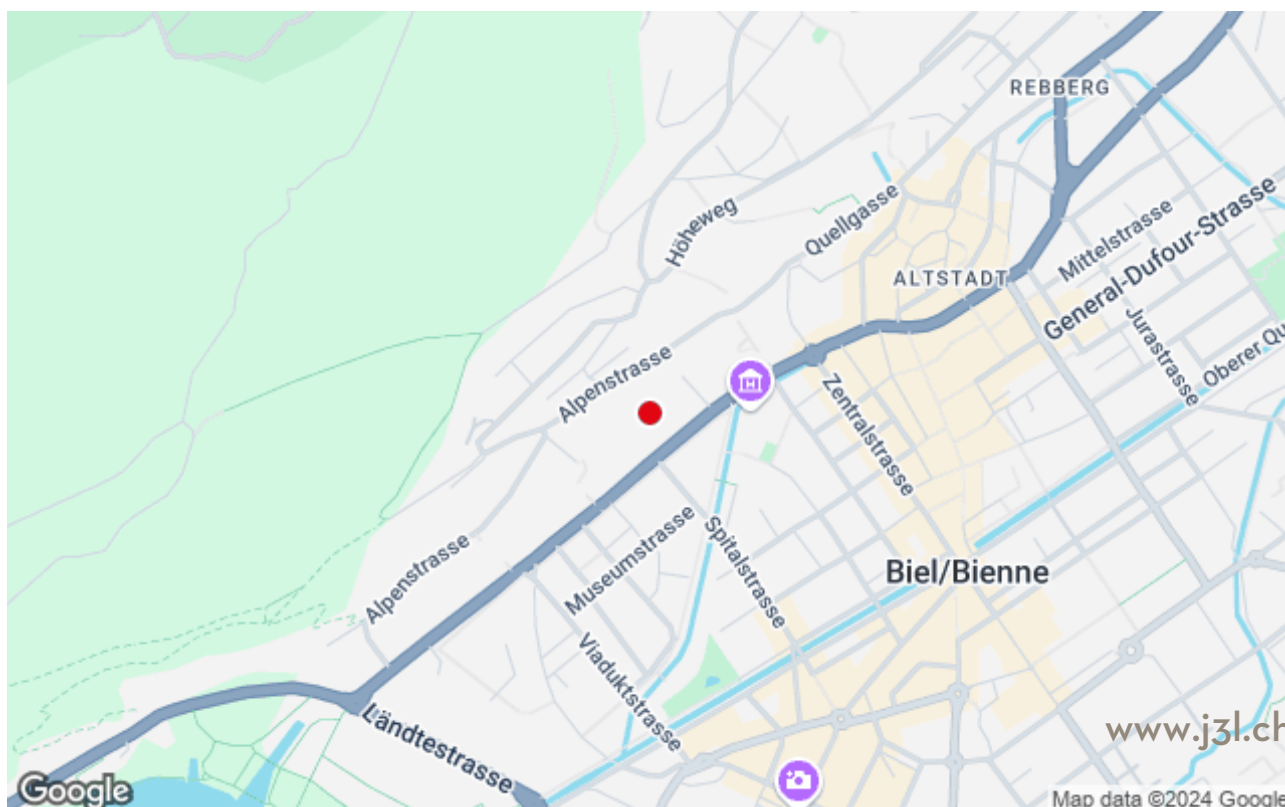 REBBERG
Höheweg
Quellgasse
Mittelstrasse
General-Dufour-Strasse
ALTSTADT
Jurastrasse
Oberer Qu
Alpenstrasse
H
Zentralstrasse
Museumstrasse
Spitalstrasse
Alpenstrasse
Biel/Bienne
Viaduktstrasse
Ländtestrasse
www.j3l.ch
Google
Map data ©2024 Google